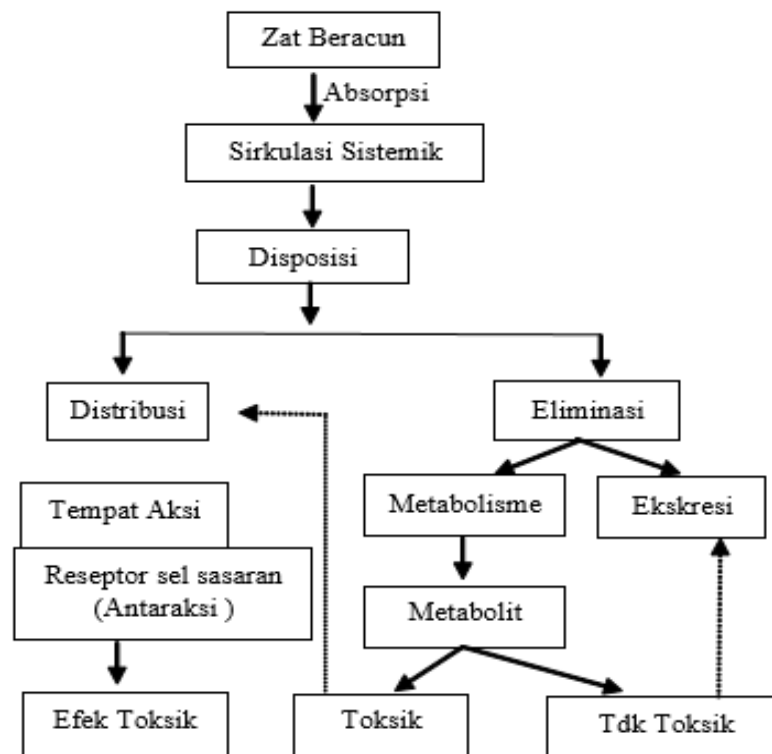 Zat Beracun
Absorpsi
Sirkulasi Sistemik
Disposisi
Distribusi
Eliminasi
Tempat Aksi
Metabolisme
Ekskresi
Reseptor sel sasaran
(Antaraksi )
Metabolit
Efek Toksik
Toksik
Tdk Toksik